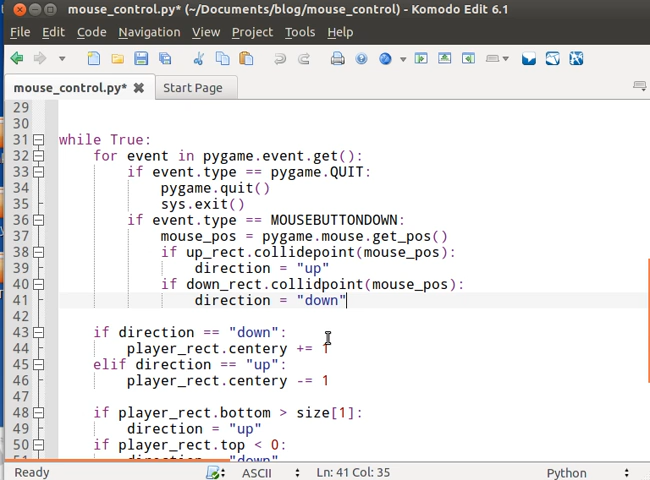 mouse_control.py* (~/Documents/blog/mouse_control) - Komodo Edit 6.1
File Edit Code Navigation View Project Tools Help
mouse_control.py* Start Page
29
30
31 while True:
32 for event in pygame.event.get():
33 if event.type == pygame.QUIT:
34 pygame.quit()
35 sys.exit()
36 if event.type == MOUSEBUTTONDOWN:
37 mouse_pos = pygame.mouse.get_pos()
38 if up_rect.collidepoint(mouse_pos):
39 direction = "up"
40 if down_rect.collidpoint(mouse_pos):
41 direction = "down"
42
43 if direction == "down":
44 player_rect.centery += 1
45 elif direction == "up":
46 player_rect.centery -= 1
47
48 if player_rect.bottom > size[1]:
49 direction = "up"
50 if player_rect.top < 0:
Ready ASCII Ln: 41 Col: 35 Python